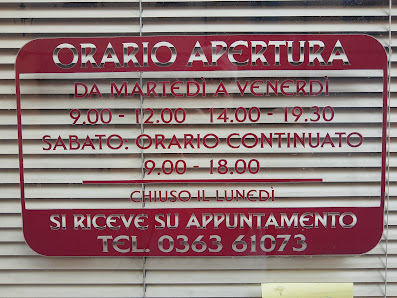 ORARIO APERTURA
DA MARTEDÌ A VENERDÌ
9.00 - 12.00 14.00 - 19.30
SABATO: ORARIO CONTINUATO
9.00 - 18.00
CHIUSO IL LUNEDÌ
SI RICEVE SU APPUNTAMENTO
TEL. 0363 61073